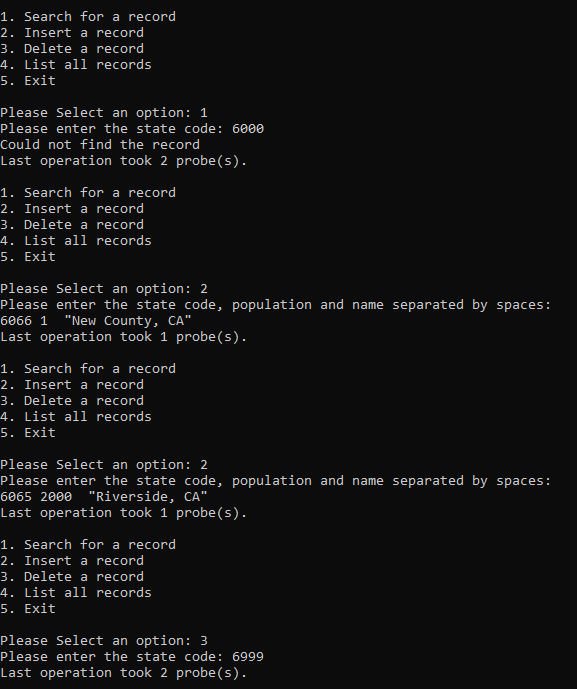 1. Search for a record
2. Insert a record
3. Delete a record
4. List all records
5. Exit
Please Select an option: 1
Please enter the state code: 6000
Could not find the record
Last operation took 2 probe(s).
1. Search for a record
2. Insert a record
3. Delete a record
4. List all records
5. Exit
Please Select an option: 2
Please enter the state code, population and name separated by spaces:
6066 1  "New County, CA"
Last operation took 1 probe(s).
1. Search for a record
2. Insert a record
3. Delete a record
4. List all records
5. Exit
Please Select an option: 2
Please enter the state code, population and name separated by spaces:
6065 2000  "Riverside, CA"
Last operation took 1 probe(s).
1. Search for a record
2. Insert a record
3. Delete a record
4. List all records
5. Exit
Please Select an option: 3
Please enter the state code: 6999
Last operation took 2 probe(s).